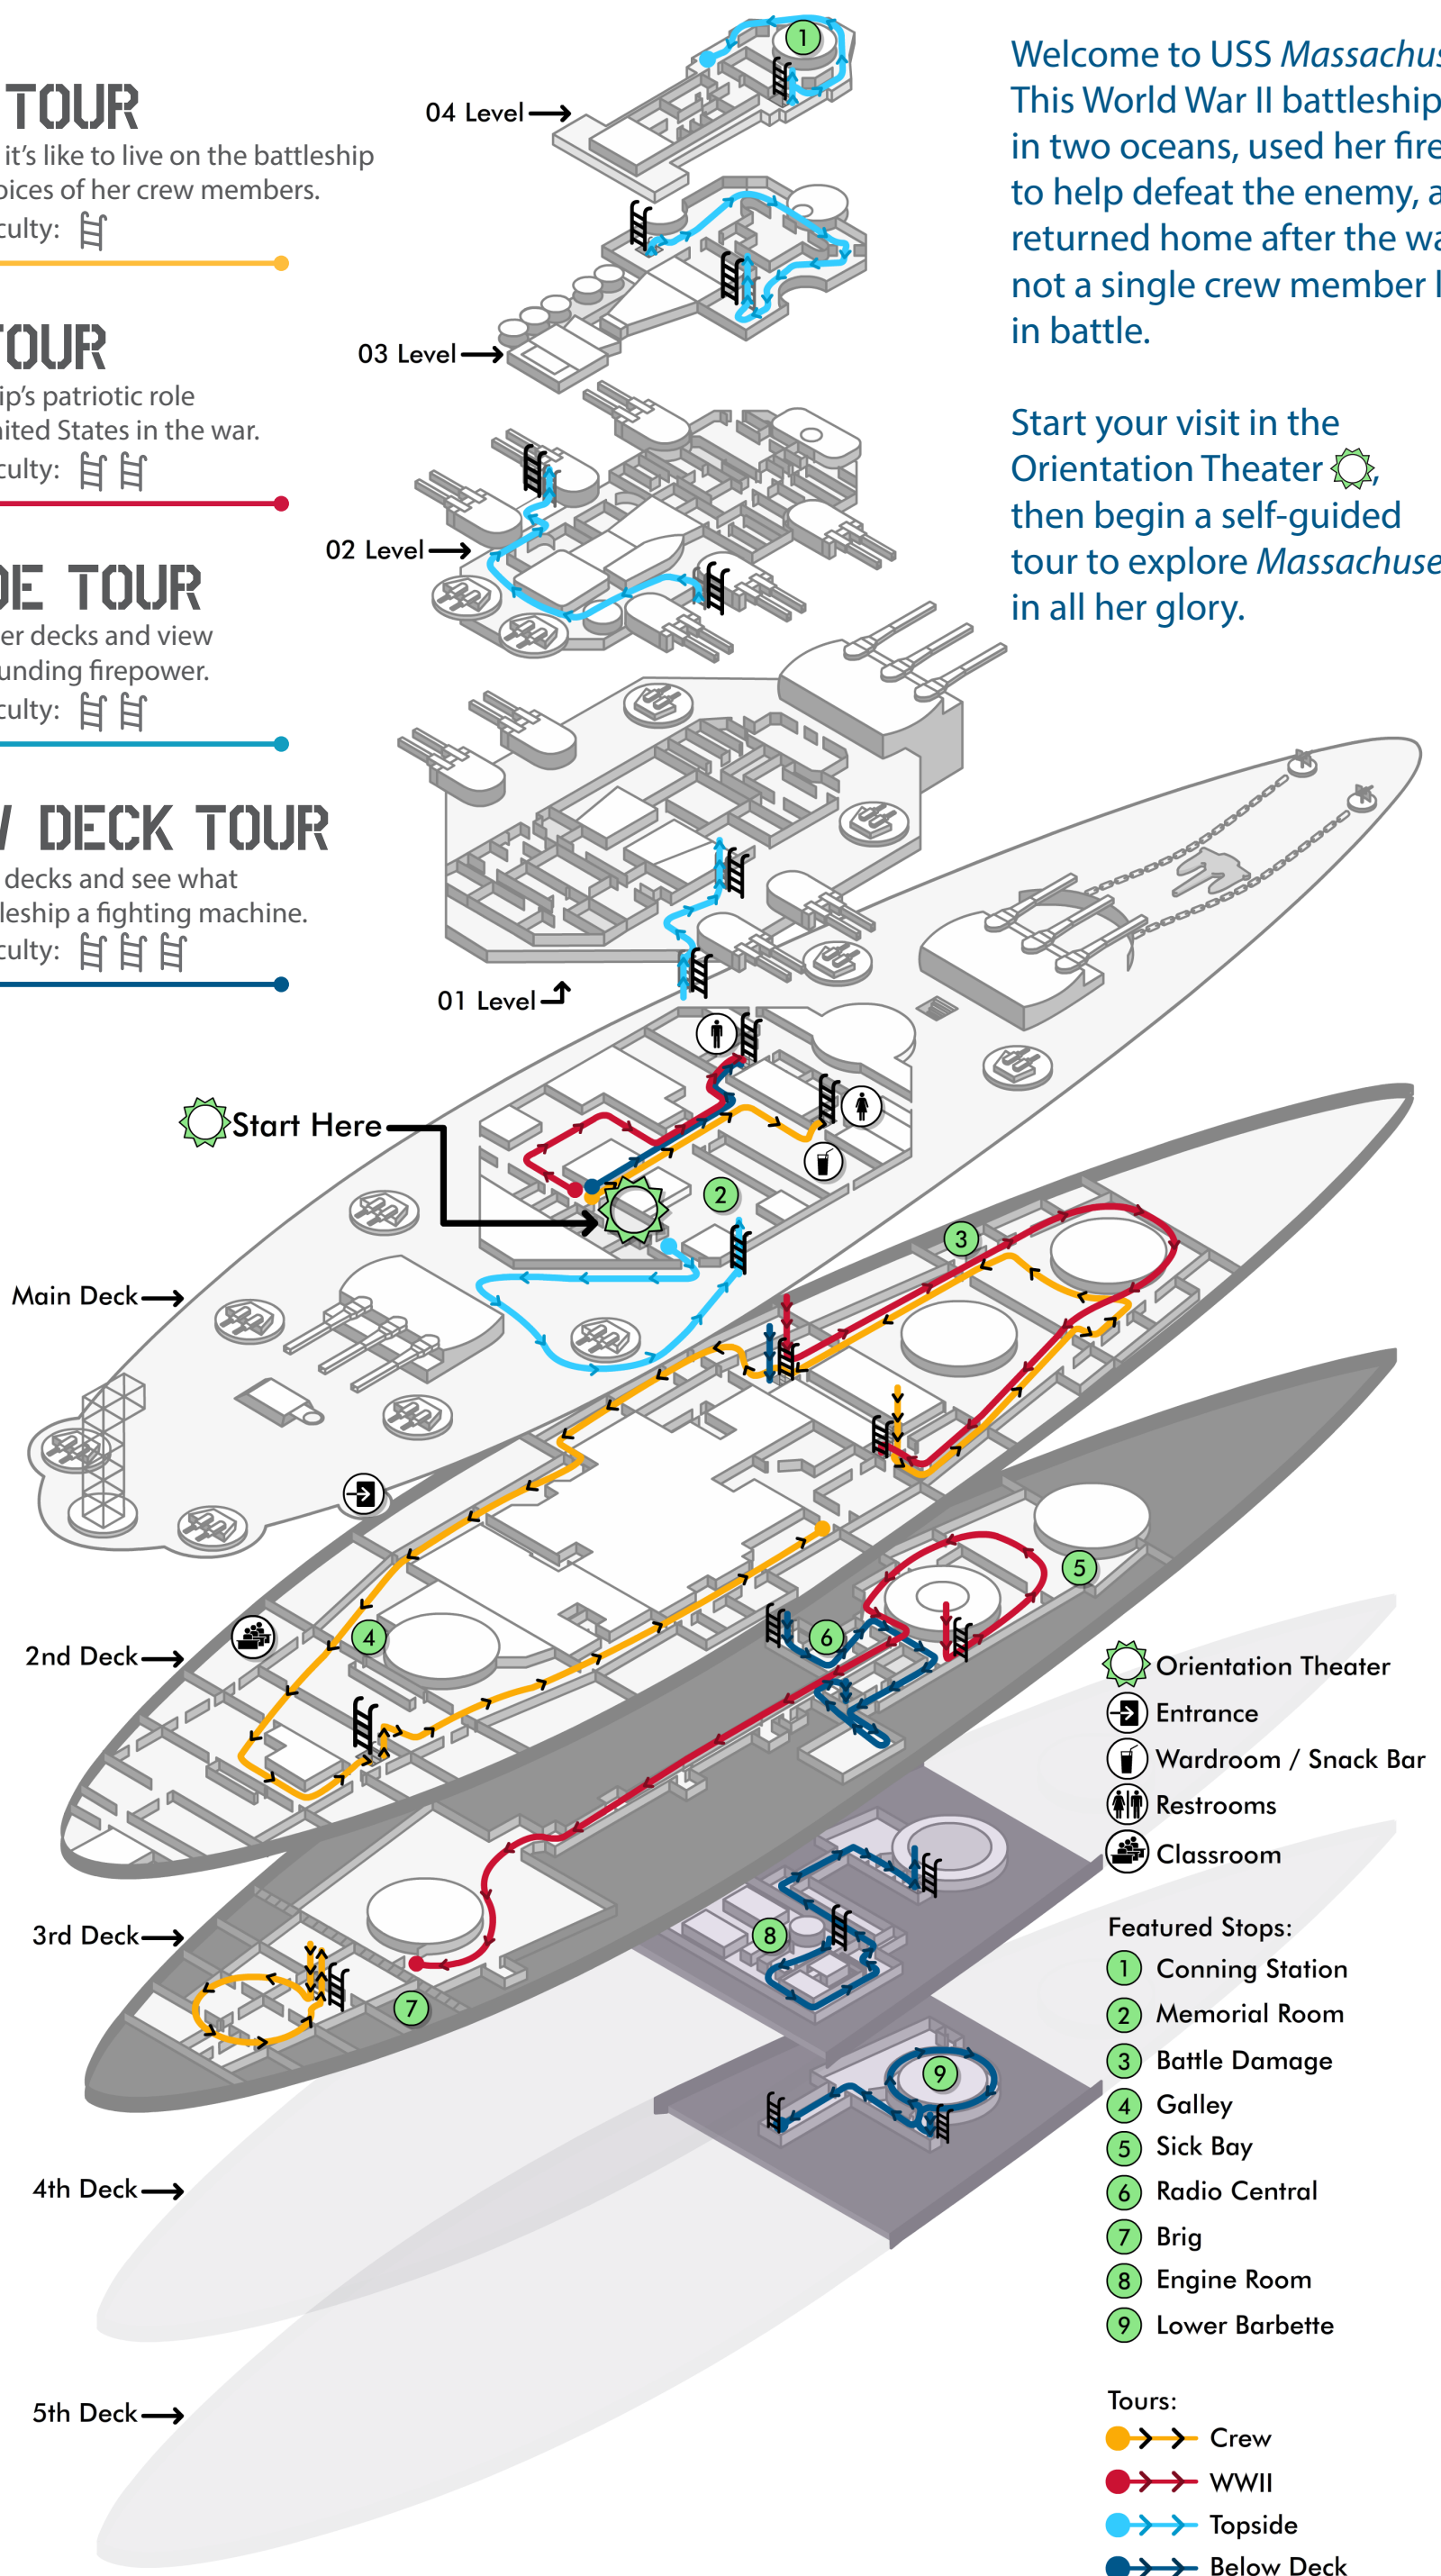 TOUR
it's like to live on the battleship
oices of her crew members.
culty:
TOUR
ip's patriotic role
nited States in the war.
culty:
DE TOUR
er decks and view
unding firepower.
culty:
W DECK TOUR
decks and see what
tleship a fighting machine.
culty:
Welcome to USS Massachus
This World War II battleship
in two oceans, used her fire
to help defeat the enemy, a
returned home after the wa
not a single crew member l
in battle.
Start your visit in the
Orientation Theater ,
then begin a self-guided
tour to explore Massachuse
in all her glory.
1
04 Level
03 Level
02 Level
01 Level
Start Here
2
Main Deck
3
4
2nd Deck
5
6
3rd Deck
7
8
9
4th Deck
5th Deck
Orientation Theater
Entrance
Wardroom / Snack Bar
Restrooms
Classroom
Featured Stops:
1 Conning Station
2 Memorial Room
3 Battle Damage
4 Galley
5 Sick Bay
6 Radio Central
7 Brig
8 Engine Room
9 Lower Barbette
Tours:
Crew
WWII
Topside
Below Deck